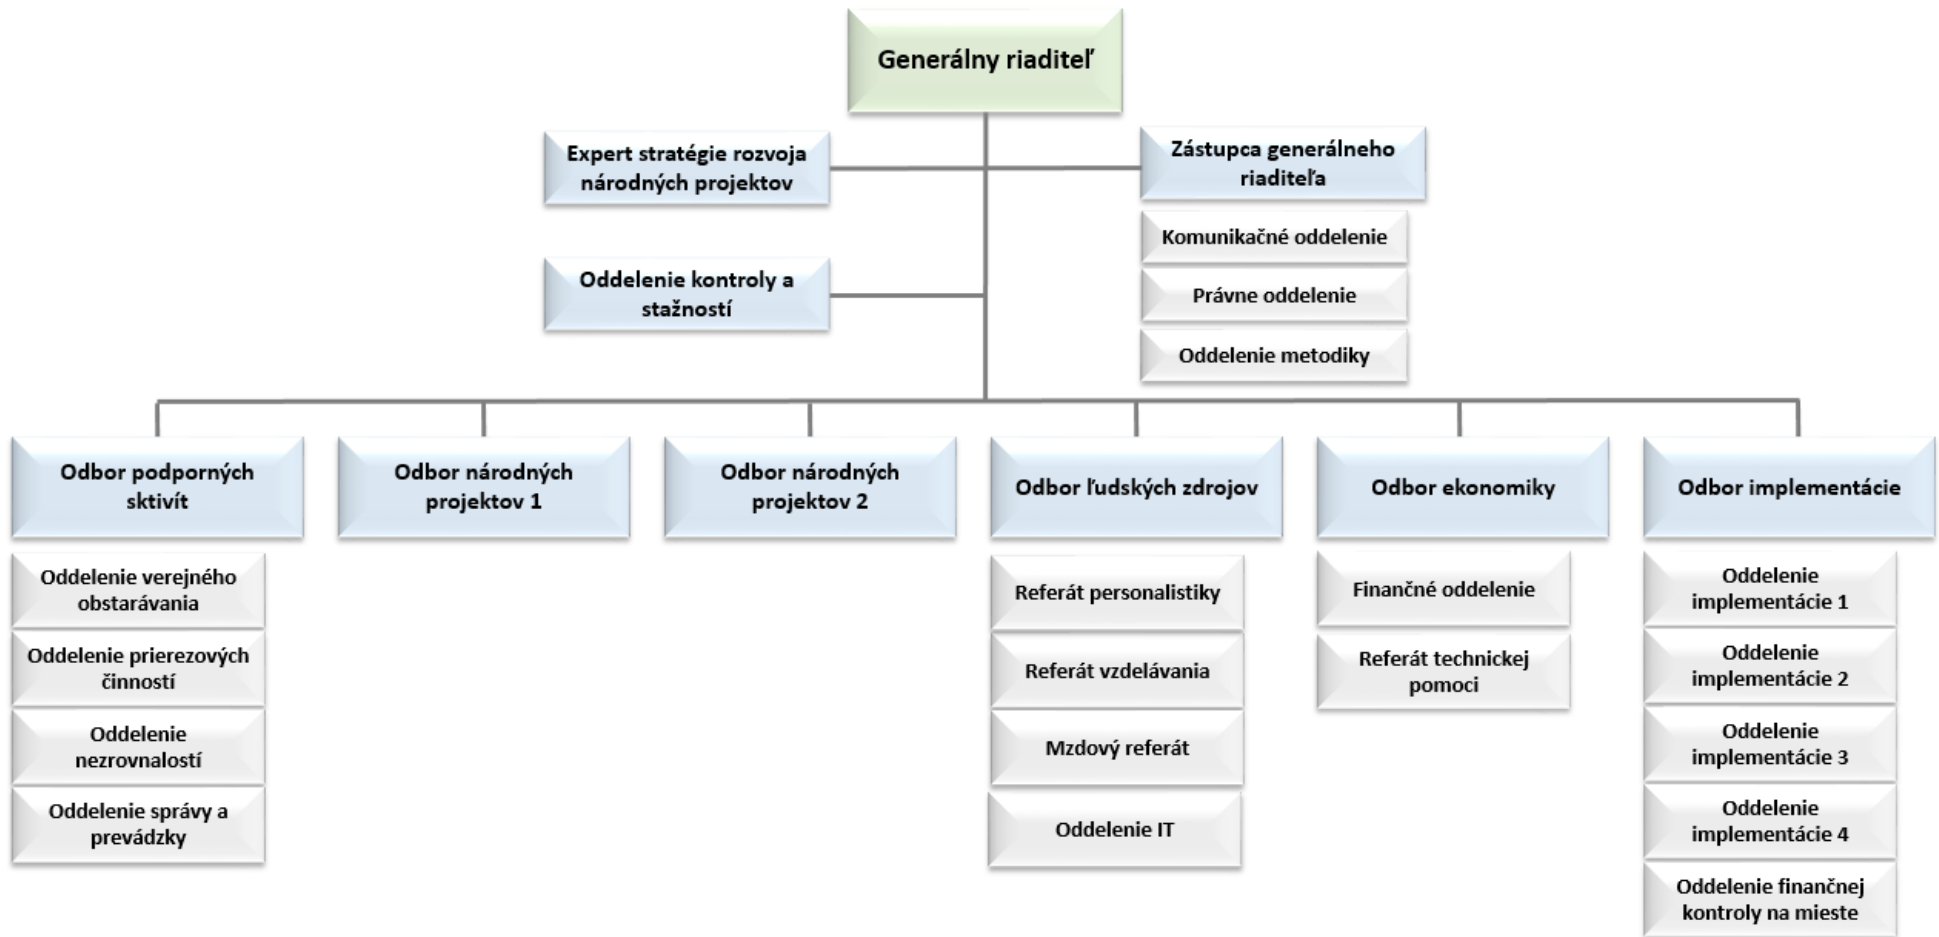 Generálny riaditeľ
Expert stratégie rozvoja
národných projektov
Zástupca generálneho
riaditeľa
Komunikačné oddelenie
Právne oddelenie
Oddelenie metodiky
Oddelenie kontroly a
stažností
Odbor podporných
sktivít
Oddelenie verejného
obstarávania
Oddelenie prierezových
činností
Oddelenie
nezrovnalostí
Oddelenie správy a
prevádzky
Odbor národných
projektov 1
Odbor národných
projektov 2
Odbor ľudských zdrojov
Referát personalistiky
Referát vzdelávania
Mzdový referát
Oddelenie IT
Odbor ekonomiky
Finančné oddelenie
Referát technickej
pomoci
Odbor implementácie
Oddelenie
implementácie 1
Oddelenie
implementácie 2
Oddelenie
implementácie 3
Oddelenie
implementácie 4
Oddelenie finančnej
kontroly na mieste